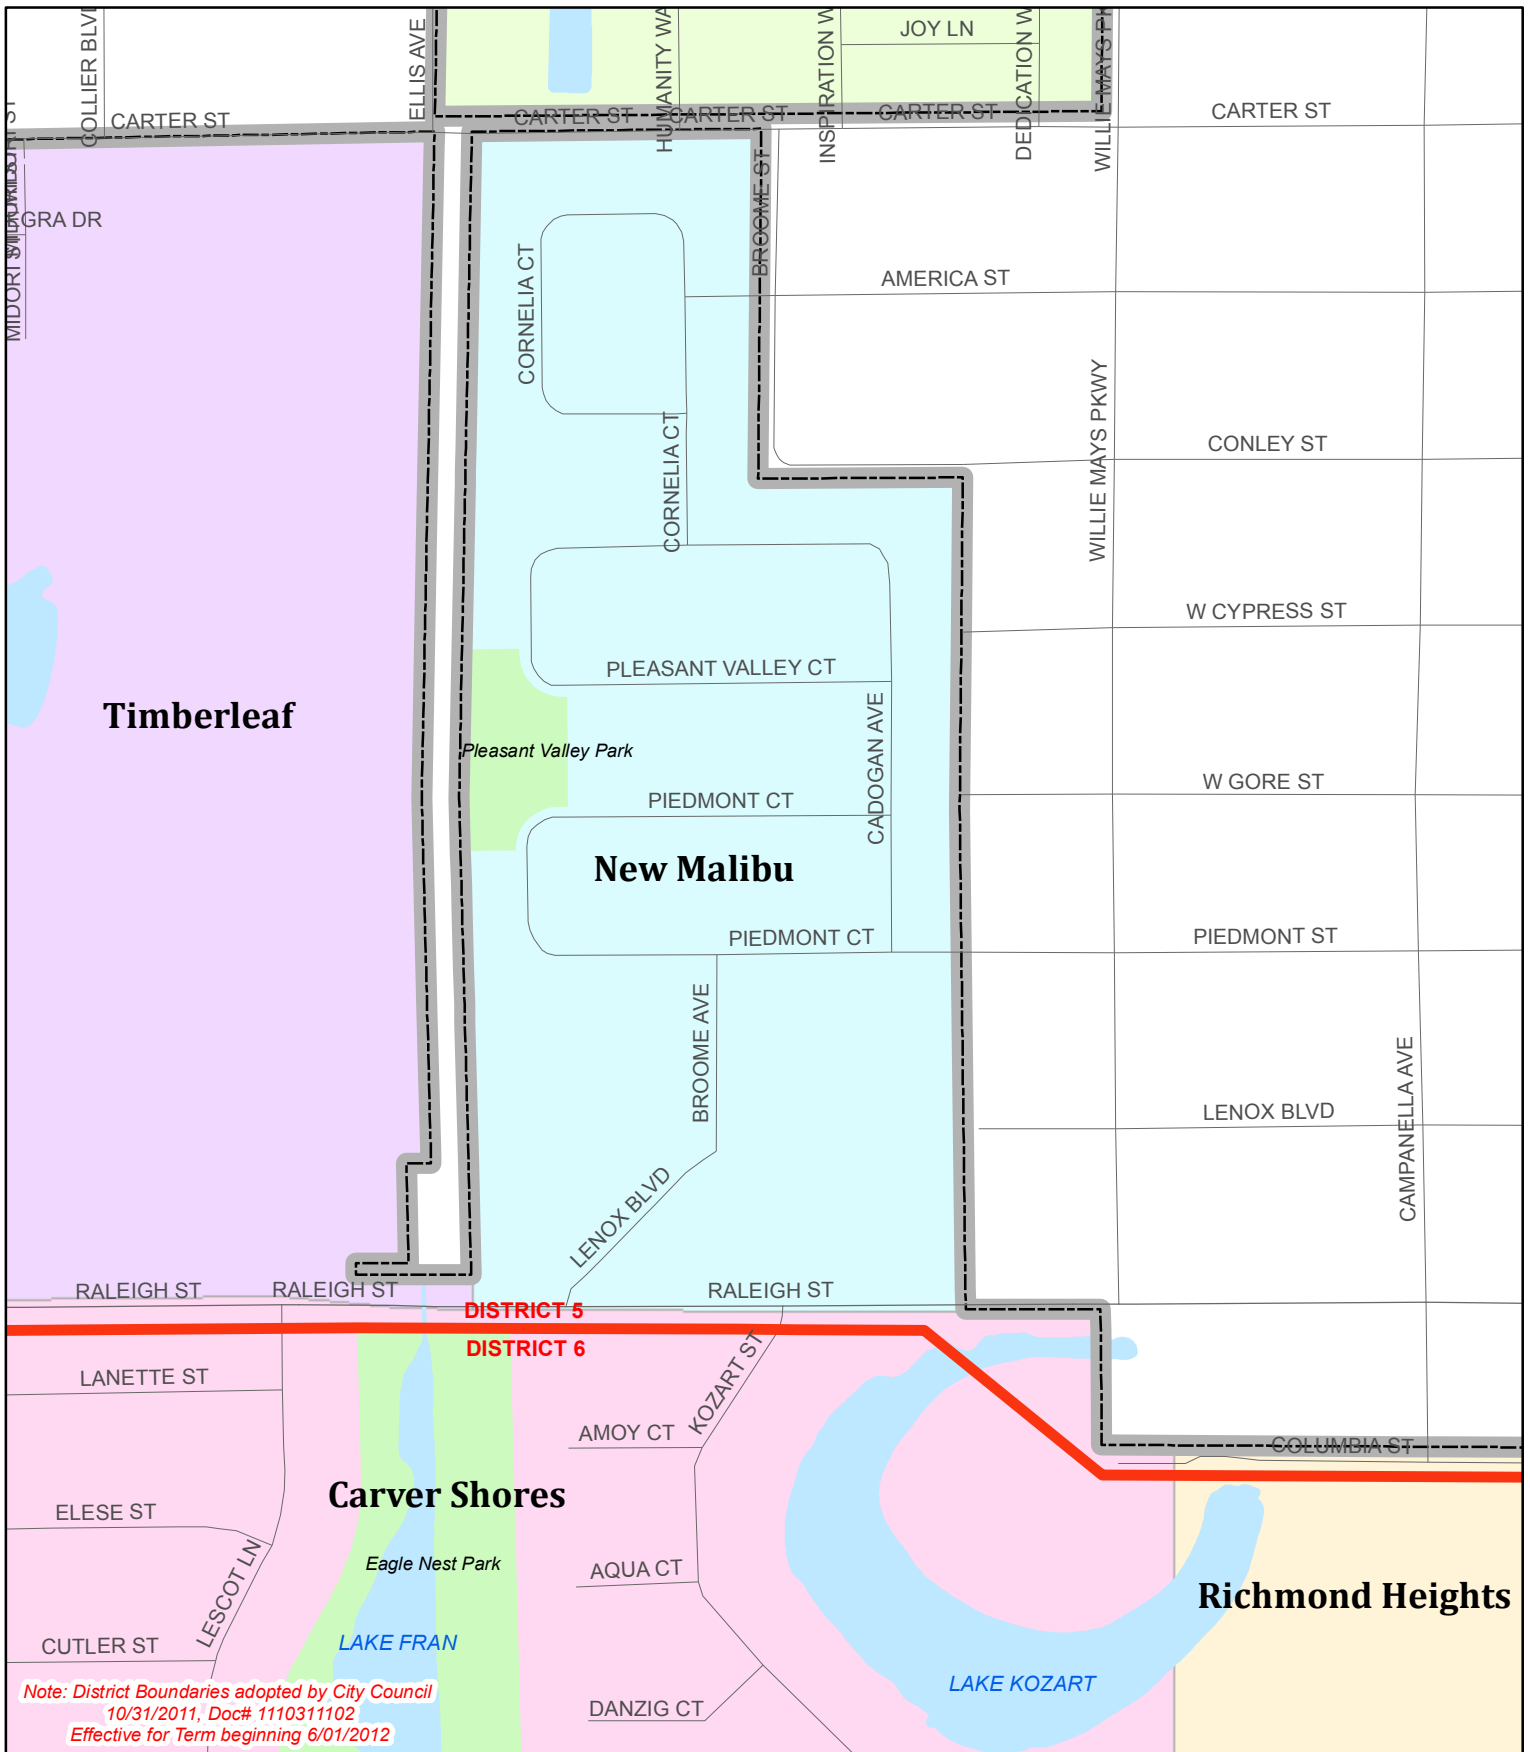 COLLIER BLVD
ELLIS AVE
HUMANITY WA
INSPIRATION W
JOY LN
DEDICATION W
WILLIE MAYS PK
CARTER ST
CARTER ST
CARTER ST
CARTER ST
CARTER ST
EGRA DR
MIDORI ST
BROOME ST
CORNELIA CT
AMERICA ST
WILLIE MAYS PKWY
CORNELIA CT
CONLEY ST
W CYPRESS ST
PLEASANT VALLEY CT
Timberleaf
Pleasant Valley Park
CADOGAN AVE
PIEDMONT CT
W GORE ST
New Malibu
PIEDMONT CT
PIEDMONT ST
BROOME AVE
LENOX BLVD
CAMPANELLA AVE
LENOX BLVD
RALEIGH ST
RALEIGH ST
RALEIGH ST
DISTRICT 5
DISTRICT 6
LANETTE ST
KOZART ST
AMOY CT
COLUMBIA ST
Carver Shores
ELESE ST
Eagle Nest Park
AQUA CT
LESCOT LN
Richmond Heights
CUTLER ST
LAKE FRAN
LAKE KOZART
DANZIG CT
Note: District Boundaries adopted by City Council
10/31/2011, Doc# 1110311102
Effective for Term beginning 6/01/2012